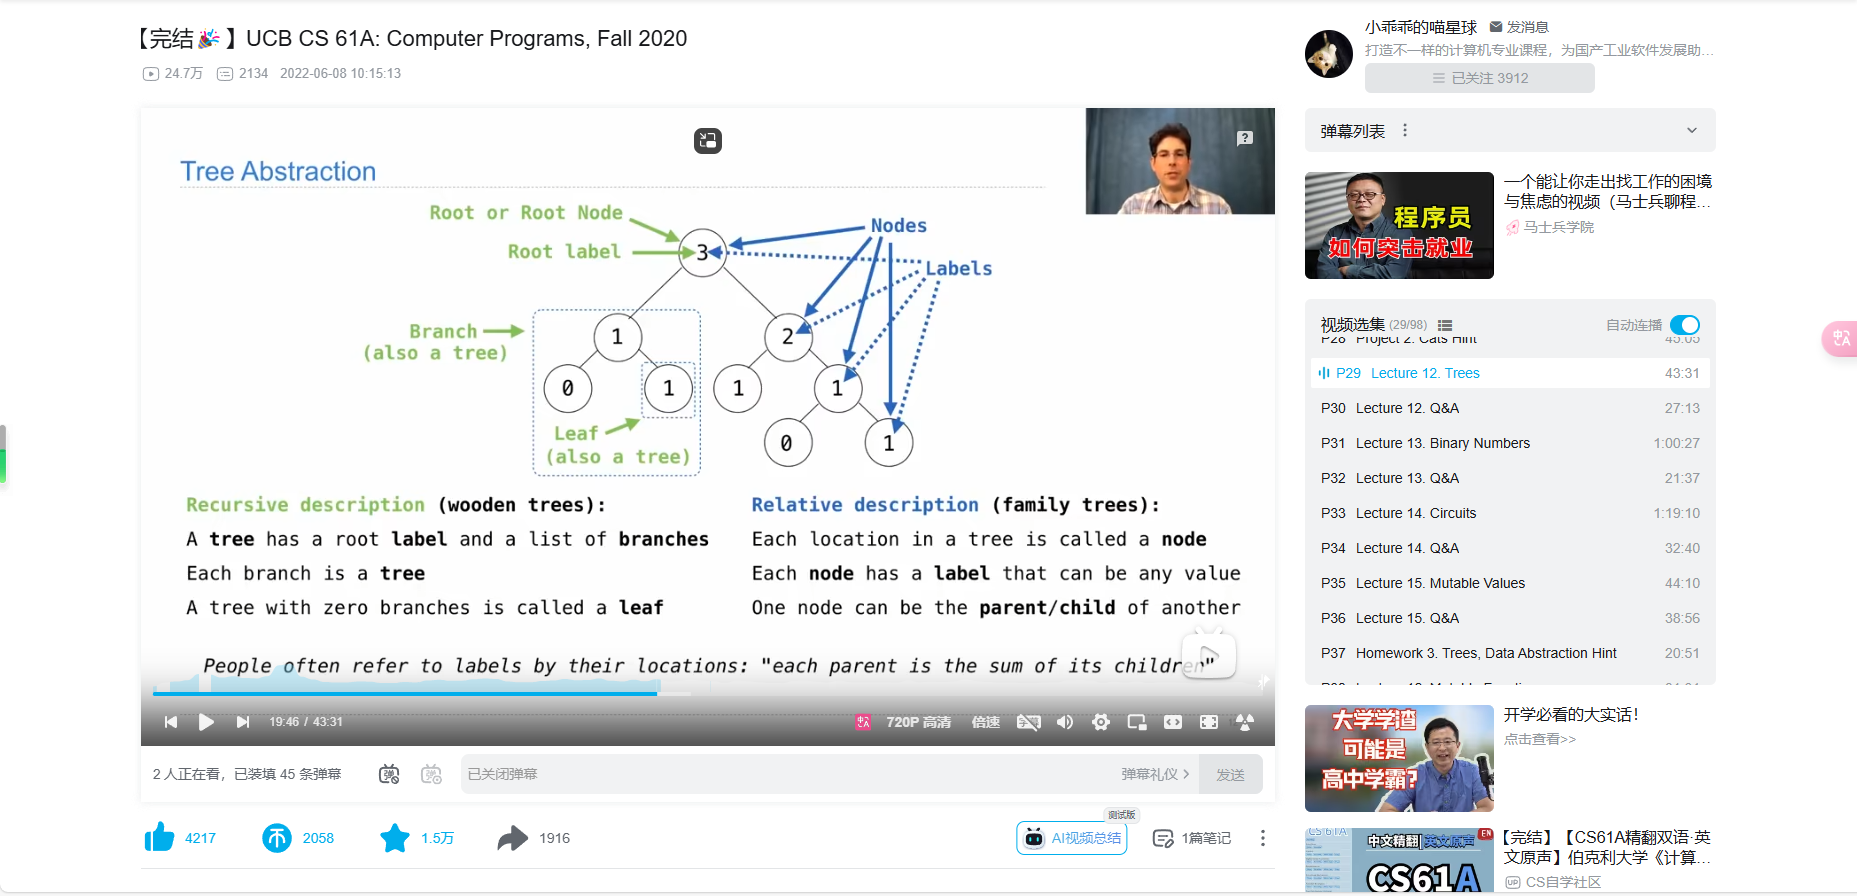 【完结🎉】UCB CS 61A: Computer Programs, Fall 2020
24.7万 2134 2022-06-08 10:15:13
Tree Abstraction
Root or Root Node
Root label
Nodes
Labels
3
Branch
(also a tree)
1
2
0
1
1
1
Leaf
(also a tree)
0
1
Recursive description (wooden trees):
A tree has a root label and a list of branches
Each branch is a tree
A tree with zero branches is called a leaf
Relative description (family trees):
Each location in a tree is called a node
Each node has a label that can be any value
One node can be the parent/child of another
People often refer to labels by their locations: "each parent is the sum of its children"
19:46 / 43:31
720P 高清
倍速
2人正在看，已装填 45 条弹幕
已关闭弹幕
弹幕礼仪
发送
4217
2058
1.5万
1916
测试版
AI视频总结
1篇笔记
小乖乖的喵星球
发消息
打造不一样的计算机专业课程，为国产工业软件发展助...
已关注 3912
弹幕列表
程序员
如何突击就业
一个能让你走出找工作的困境
与焦虑的视频（马士兵聊程...
马士兵学院
视频选集 (29/98)
自动连播
P28 Project 2. Cats Hint 45:05
P29 Lecture 12. Trees 43:31
P30 Lecture 12. Q&A 27:13
P31 Lecture 13. Binary Numbers 1:00:27
P32 Lecture 13. Q&A 21:37
P33 Lecture 14. Circuits 1:19:10
P34 Lecture 14. Q&A 32:40
P35 Lecture 15. Mutable Values 44:10
P36 Lecture 15. Q&A 38:56
P37 Homework 3. Trees, Data Abstraction Hint 20:51
大学学渣
可能是
高中学霸?
开学必看的大实话！
点击查看>>
CS61A
EN
中文精翻 英文原声
CS61A
【完结】【CS61A精翻双语·英
文原声】伯克利大学《计算...
UP CS自学社区